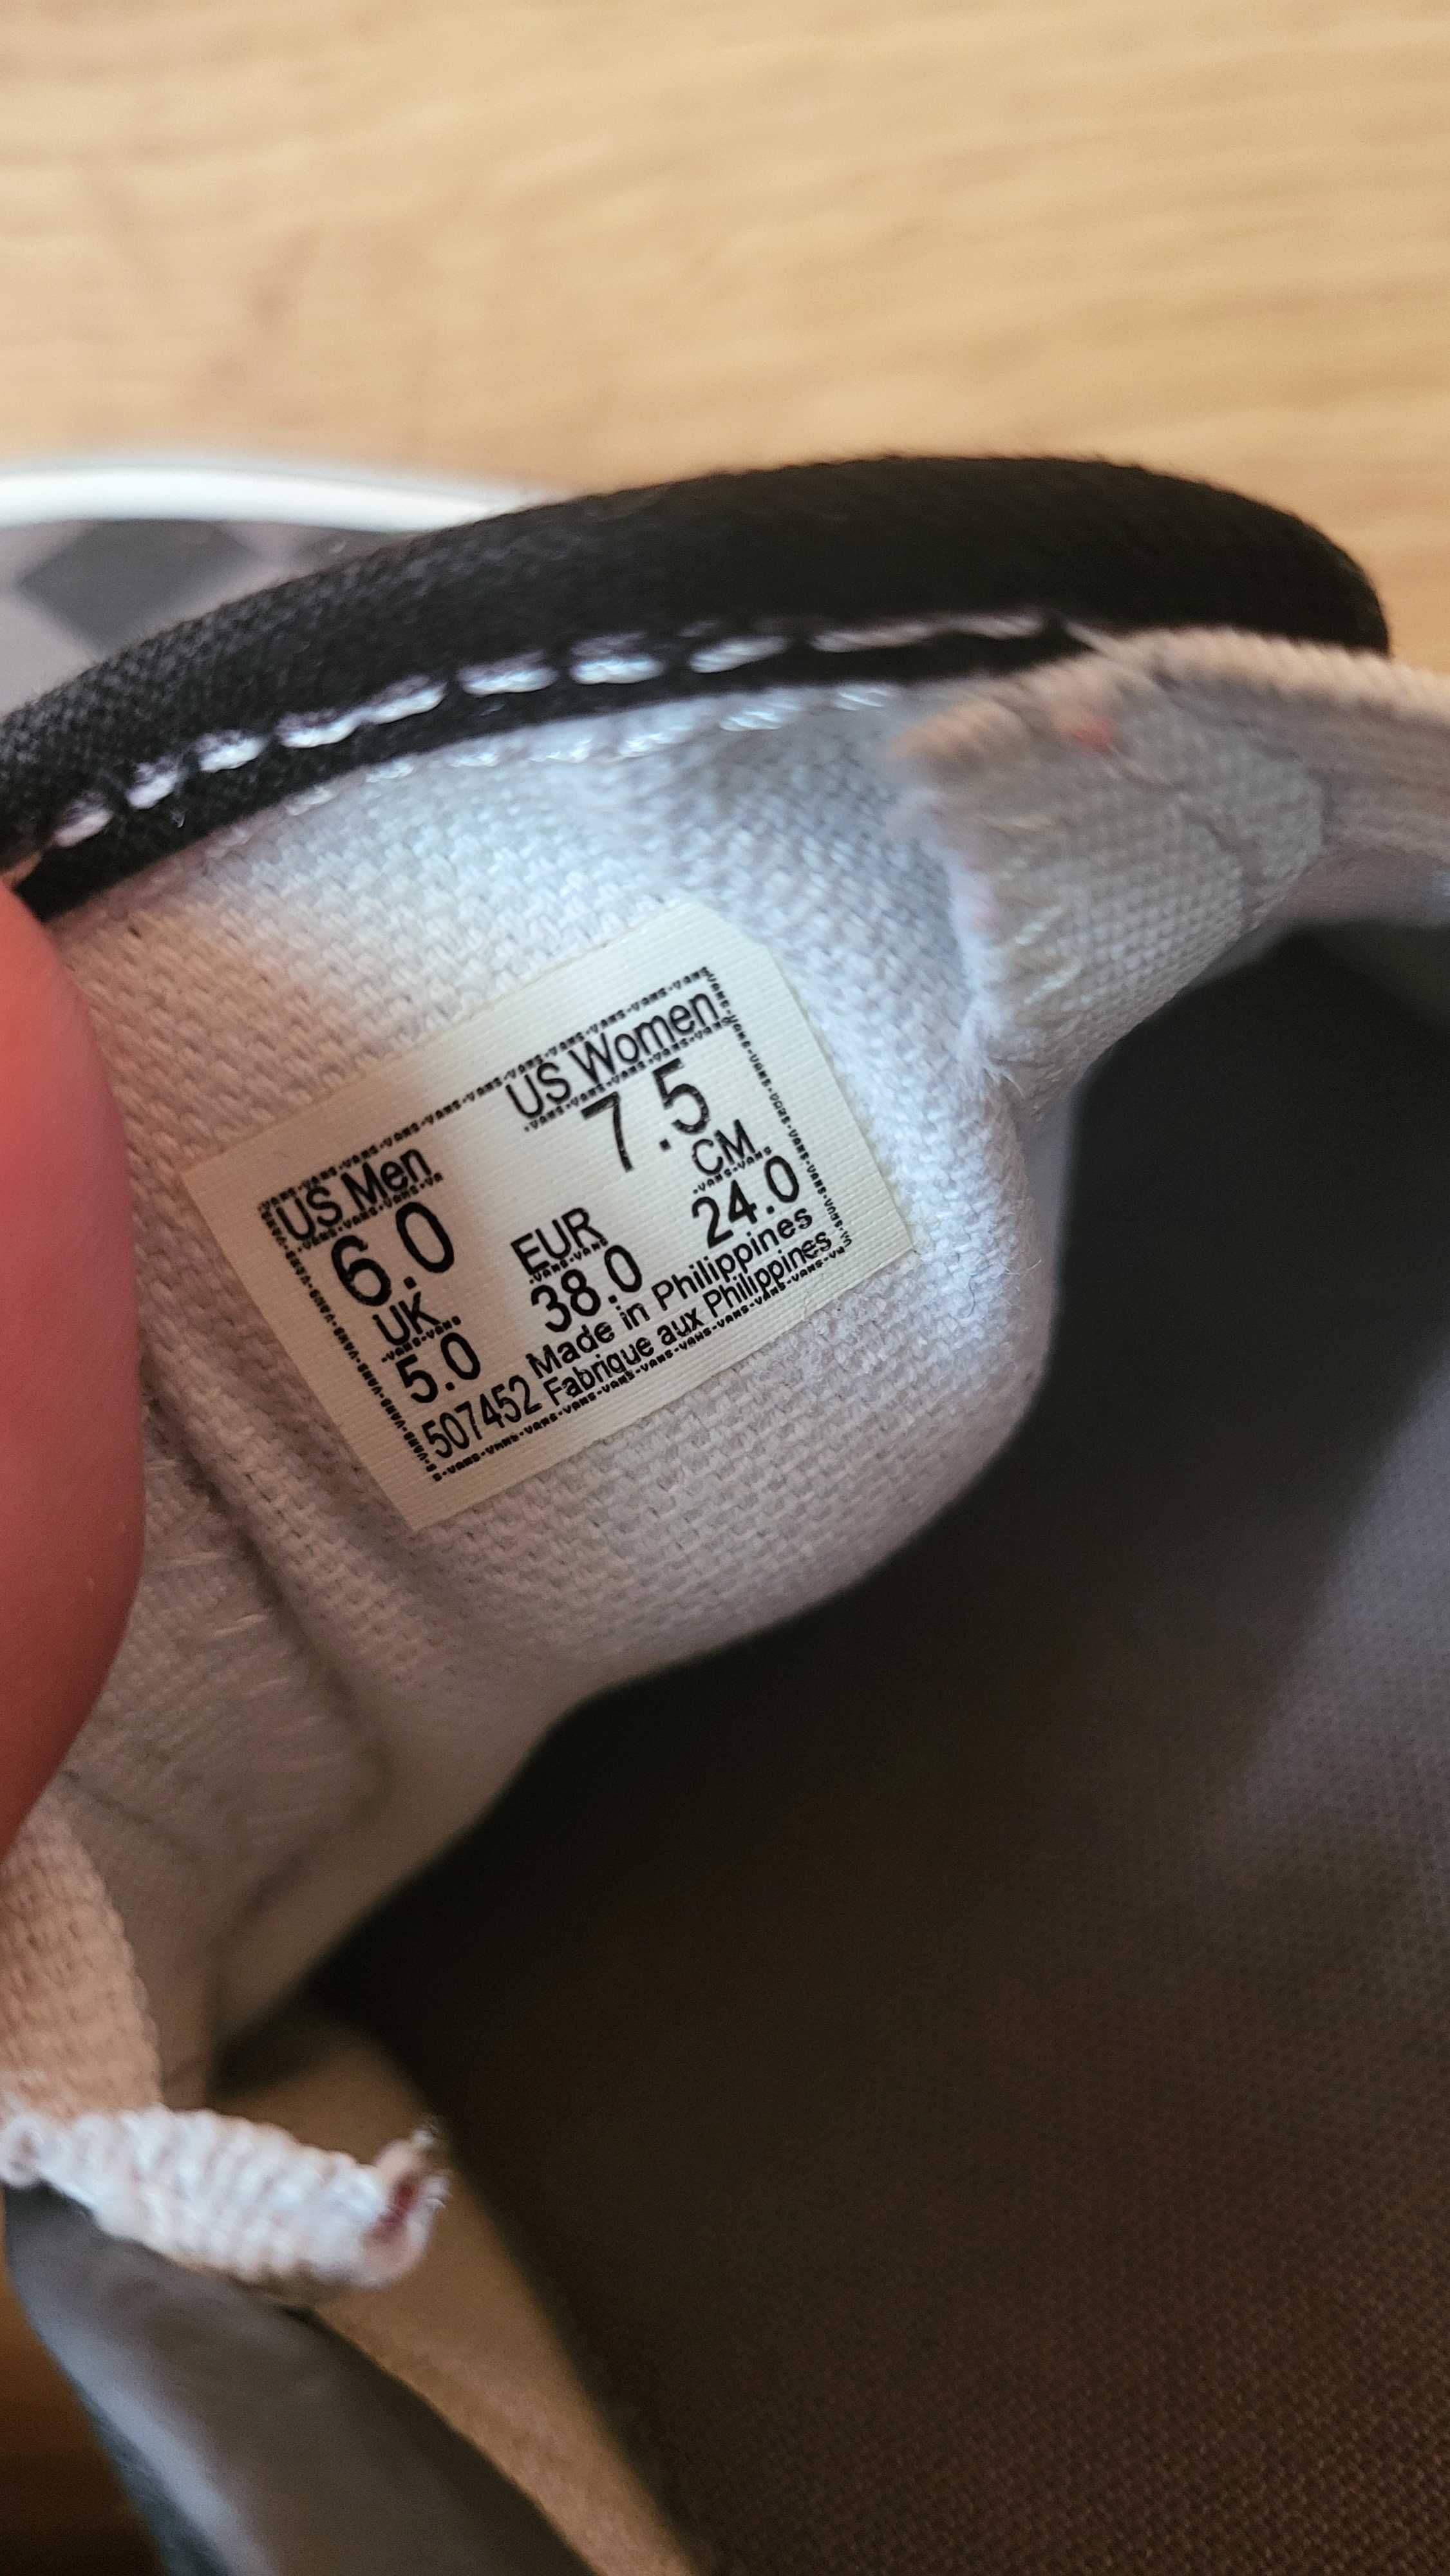 US Men US Women
6.0 7.5
UK EUR CM
5.0 38.0 24.0
507452 Made in Philippines
Fabrique aux Philippines